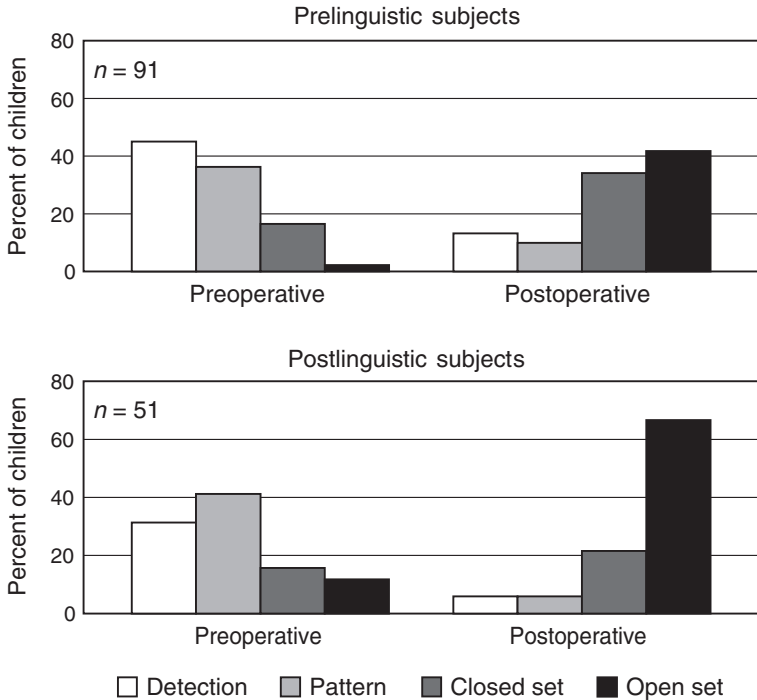 Prelinguistic subjects
Percent of children
80
n = 91
60
40
20
0
Preoperative Postoperative
Postlinguistic subjects
Percent of children
80
n = 51
60
40
20
0
Preoperative Postoperative
Detection Pattern Closed set Open set